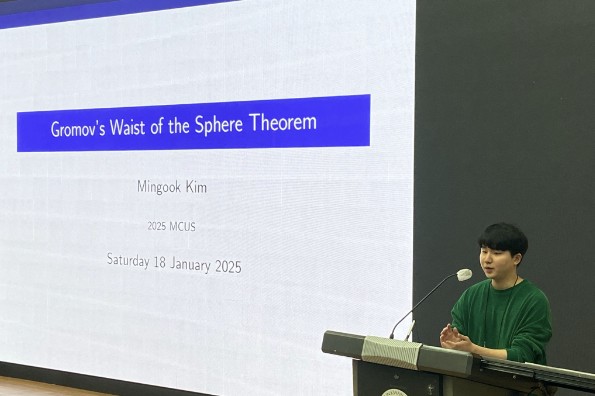 Gromov's Waist of the Sphere Theorem
Mingook Kim
2025 MCUS
Saturday 18 January 2025